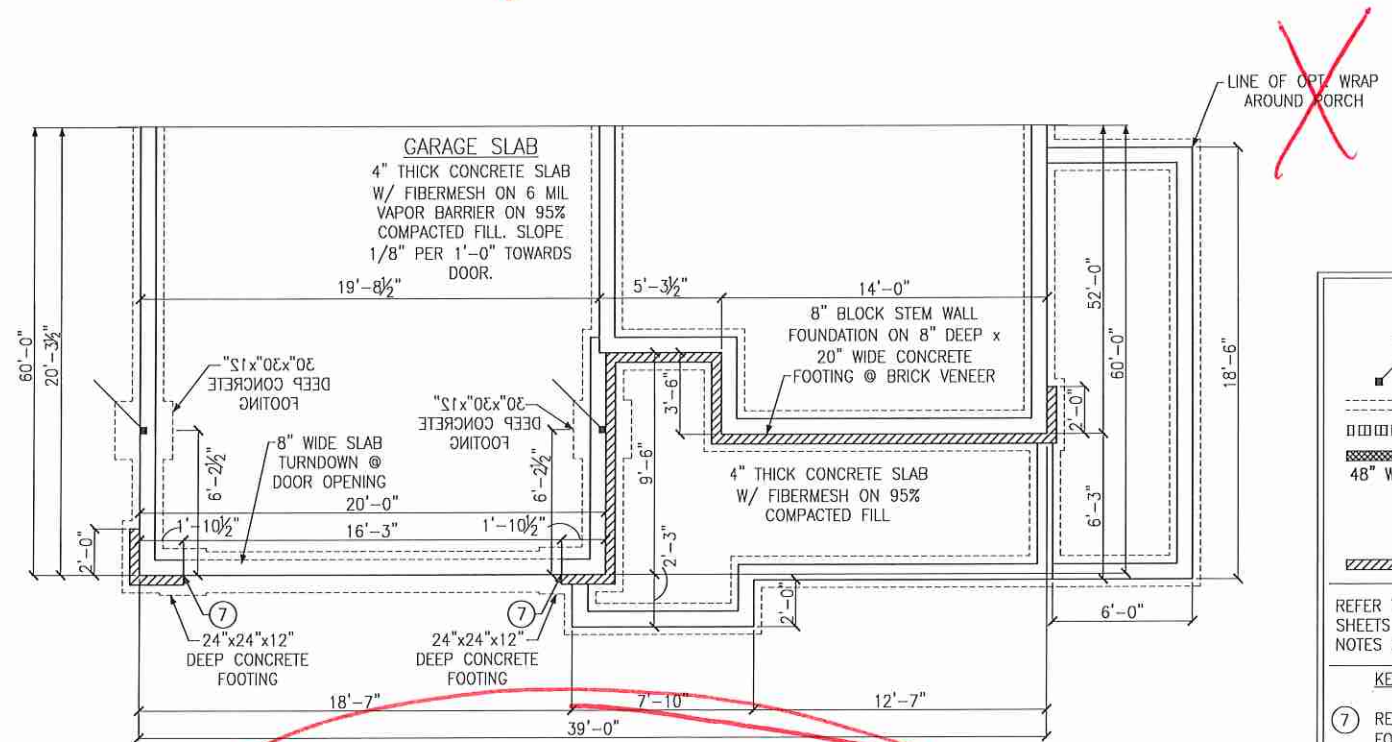 LINE OF OPT. WRAP
AROUND PORCH
GARAGE SLAB
4" THICK CONCRETE SLAB
W/ FIBERMESH ON 6 MIL
VAPOR BARRIER ON 95%
COMPACTED FILL. SLOPE
1/8" PER 1'-0" TOWARDS
DOOR.
19'-8½"
5'-3½"
14'-0"
8" BLOCK STEM WALL
FOUNDATION ON 8" DEEP x
20" WIDE CONCRETE
FOOTING @ BRICK VENEER
60'-0"
20'-3½"
52'-0"
60'-0"
18'-6"
30"x30"x12"
DEEP CONCRETE
FOOTING
30"x30"x12"
DEEP CONCRETE
FOOTING
3'-6"
2'-0"
8" WIDE SLAB
TURNDOWN @
DOOR OPENING
6'-2½"
6'-2½"
9'-6"
4" THICK CONCRETE SLAB
W/ FIBERMESH ON 95%
COMPACTED FILL
48" W
20'-0"
6'-3"
1'-10½"
16'-3"
1'-10½"
2'-0"
2'-3"
2'-0"
6'-0"
7
7
24"x24"x12"
DEEP CONCRETE
FOOTING
24"x24"x12"
DEEP CONCRETE
FOOTING
REFER
SHEETS
NOTES
18'-7"
7'-10"
12'-7"
39'-0"
KE
7 RE
FO